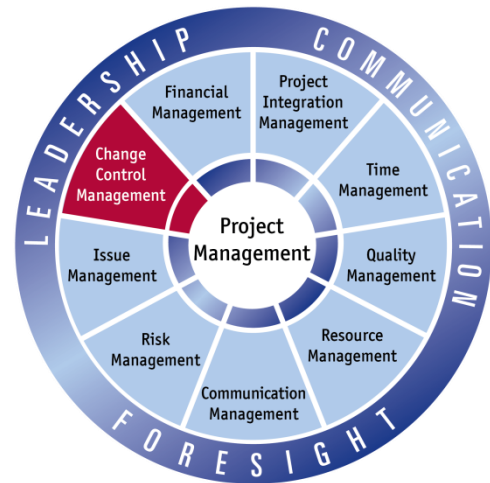 LEADERSHIP
COMMUNICATION
FORESIGHT
Financial
Management
Project
Integration
Management
Time
Management
Quality
Management
Resource
Management
Communication
Management
Risk
Management
Issue
Management
Change
Control
Management
Project
Management